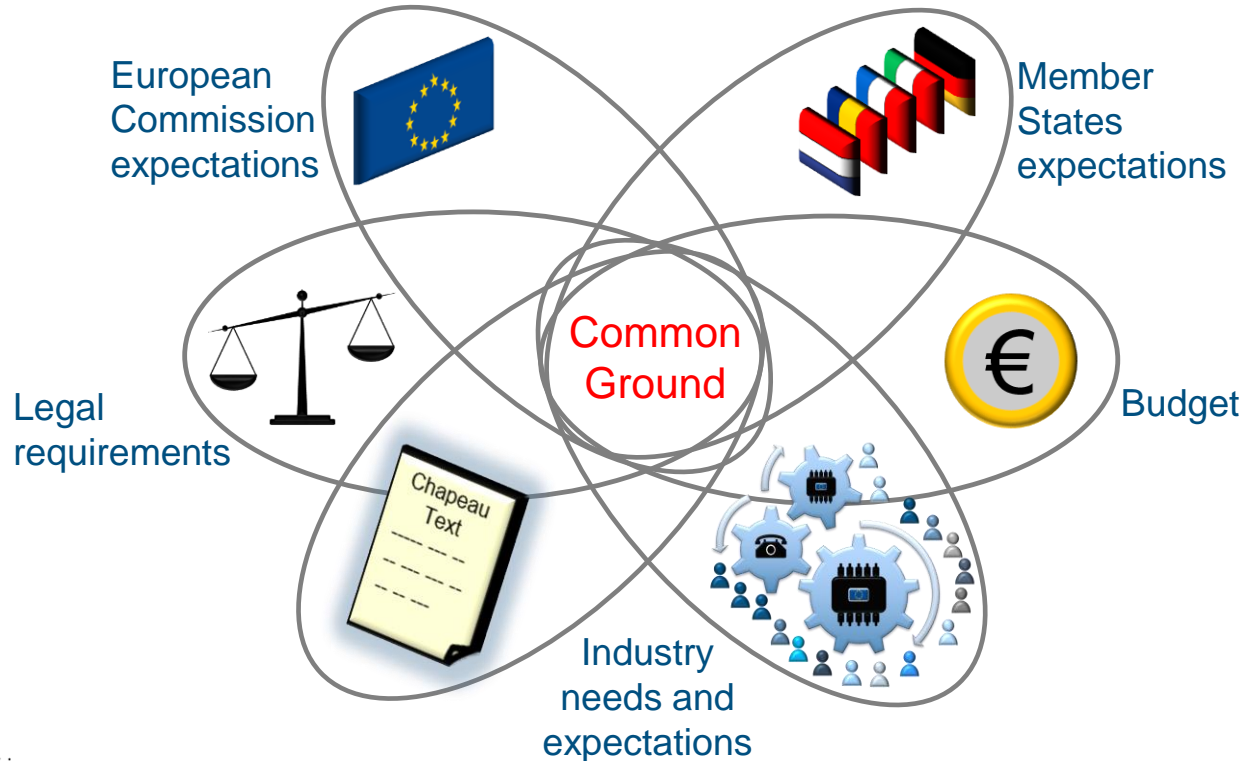 European
Commission
expectations
Member
States
expectations
Common
Ground
€
Budget
Legal
requirements
Chapeau
Text
Industry
needs and
expectations